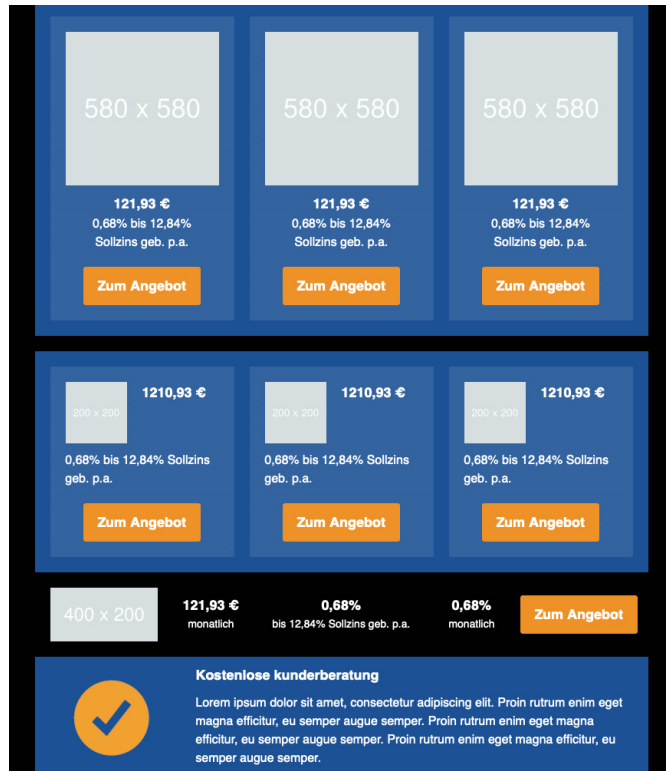 580 x 580
580 x 580
580 x 580
121,93 €
0,68% bis 12,84%
Sollzins geb. p.a.
121,93 €
0,68% bis 12,84%
Sollzins geb. p.a.
121,93 €
0,68% bis 12,84%
Sollzins geb. p.a.
Zum Angebot
Zum Angebot
Zum Angebot
200 x 200
1210,93 €
0,68% bis 12,84% Sollzins
geb. p.a.
Zum Angebot
200 x 200
1210,93 €
0,68% bis 12,84% Sollzins
geb. p.a.
Zum Angebot
200 x 200
1210,93 €
0,68% bis 12,84% Sollzins
geb. p.a.
Zum Angebot
400 x 200
121,93 €
monatlich
0,68%
bis 12,84% Sollzins geb. p.a.
0,68%
monatlich
Zum Angebot
Kostenlose kunderberatung
Lorem ipsum dolor sit amet, consectetur adipiscing elit. Proin rutrum enim eget
magna efficitur, eu semper augue semper. Proin rutrum enim eget magna
efficitur, eu semper augue semper. Proin rutrum enim eget magna efficitur, eu
semper augue semper.